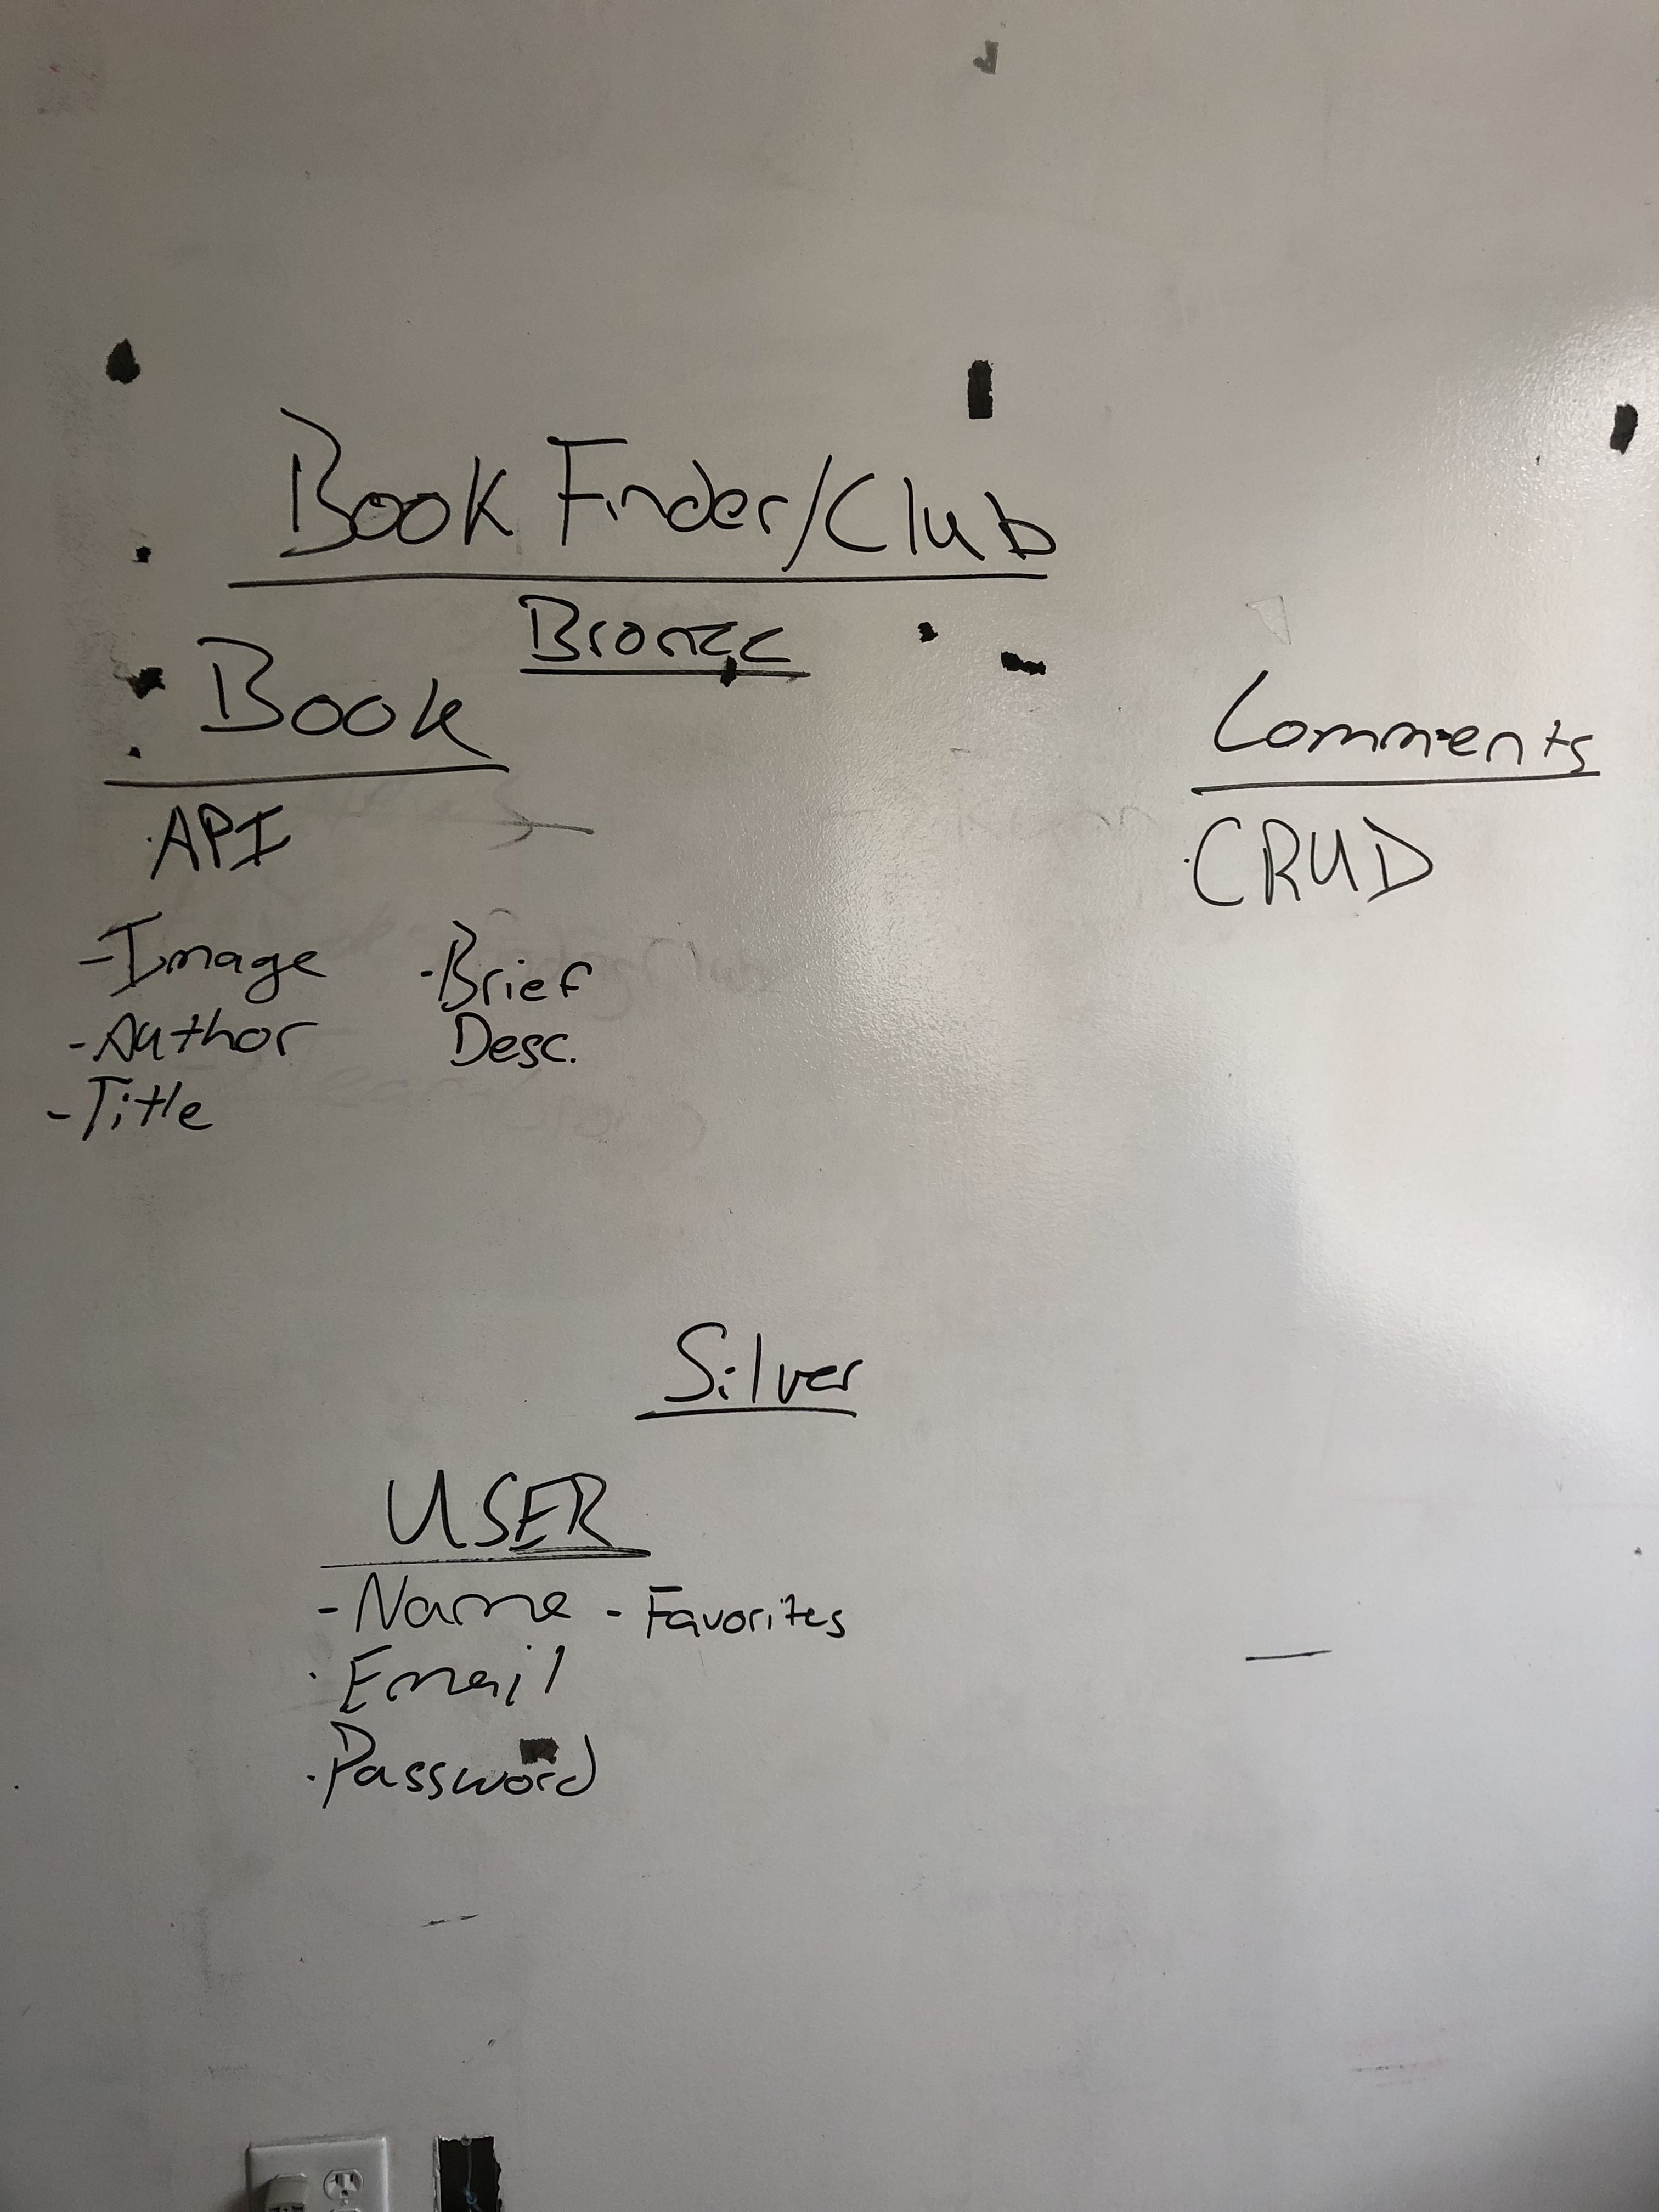 Book Finder/Club
Bronze
Book
·API
-Image
-Author
-Title
-Brief
Desc.
Comments
·CRUD
Silver
USER
-Name -Favorites
·Email
·Password